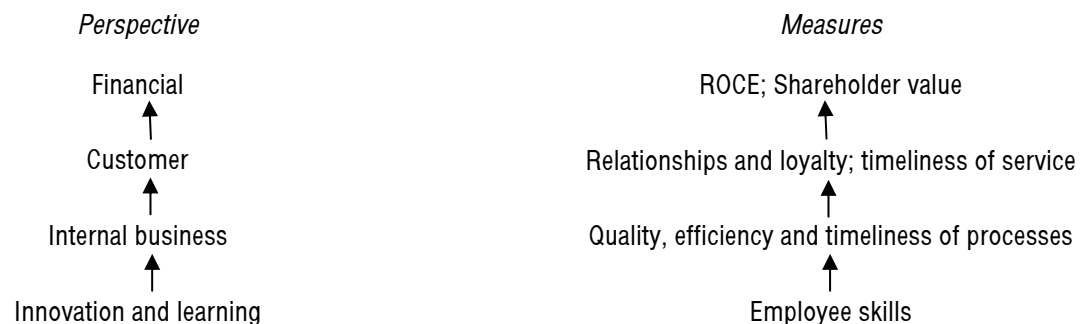 Perspective Measures
Financial ROCE; Shareholder value
Customer Relationships and loyalty; timeliness of service
Internal business Quality, efficiency and timeliness of processes
Innovation and learning Employee skills